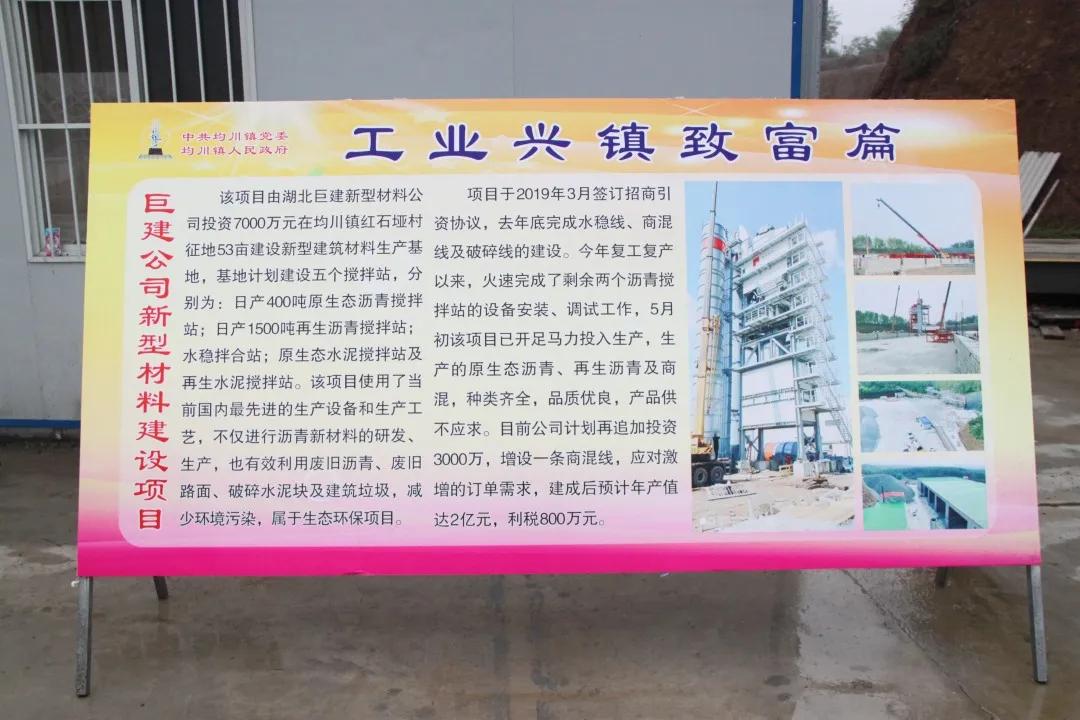 中共均川镇党委
均川镇人民政府
工业兴镇致富篇
巨建公司新型材料建设项目
该项目由湖北巨建新型材料公
司投资7000万元在均川镇红石垭村
征地53亩建设新型建筑材料生产基
地，基地计划建设五个搅拌站，分
别为：日产400吨原生态沥青搅拌
站；日产1500吨再生沥青搅拌站；
水稳拌合站；原生态水泥搅拌站及
再生水泥搅拌站。该项目使用了当
前国内最先进的生产设备和生产工
艺，不仅进行沥青新材料的研发、
生产，也有效利用废旧沥青、废旧
路面、破碎水泥块及建筑垃圾，减
少环境污染，属于生态环保项目。
项目于2019年3月签订招商引
资协议，去年底完成水稳线、商混
线及破碎线的建设。今年复工复产
以来，火速完成了剩余两个沥青搅
拌站的设备安装、调试工作，5月
初该项目已开足马力投入生产，生
产的原生态沥青、再生沥青及商
混，种类齐全，品质优良，产品供
不应求。目前公司计划再追加投资
3000万，增设一条商混线，应对激
增的订单需求，建成后预计年产值
达2亿元，利税800万元。